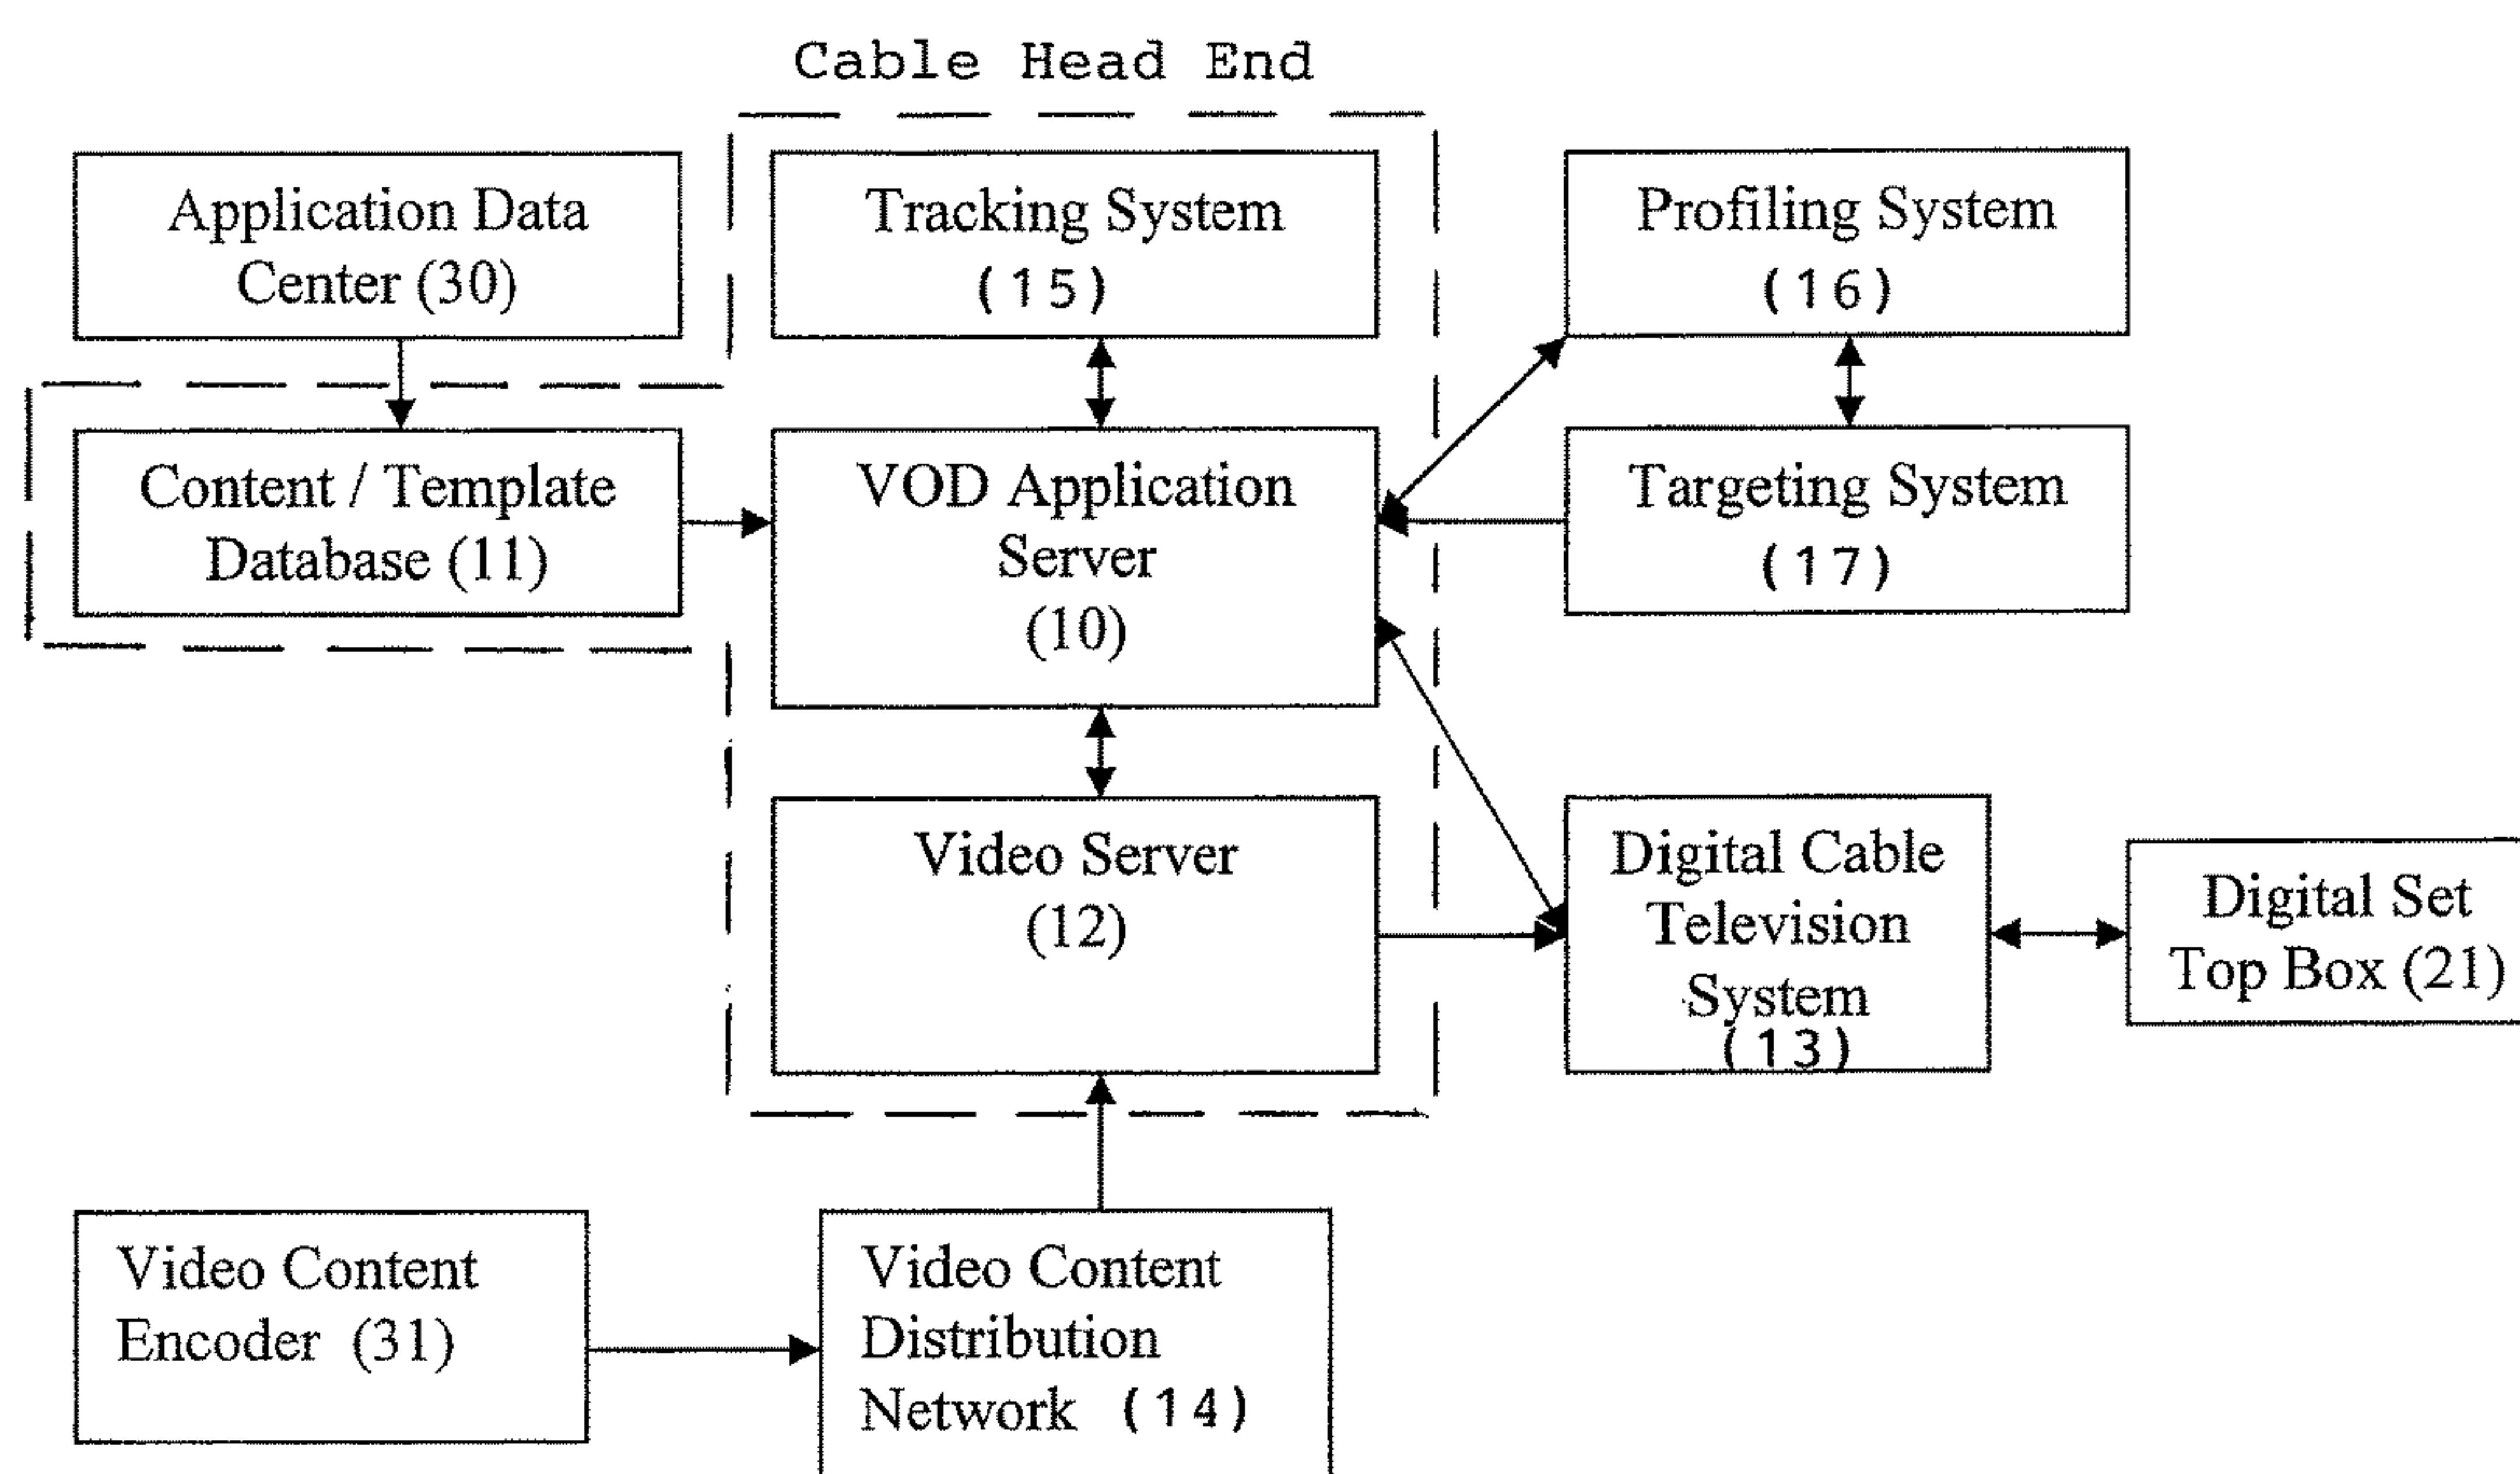 Cable Head End
Application Data
Center (30)
Tracking System
(15)
Profiling System
(16)
Content / Template
Database (11)
VOD Application
Server
(10)
Targeting System
(17)
Video Server
(12)
Digital Cable
Television
System
(13)
Digital Set
Top Box (21)
Video Content
Encoder (31)
Video Content
Distribution
Network (14)